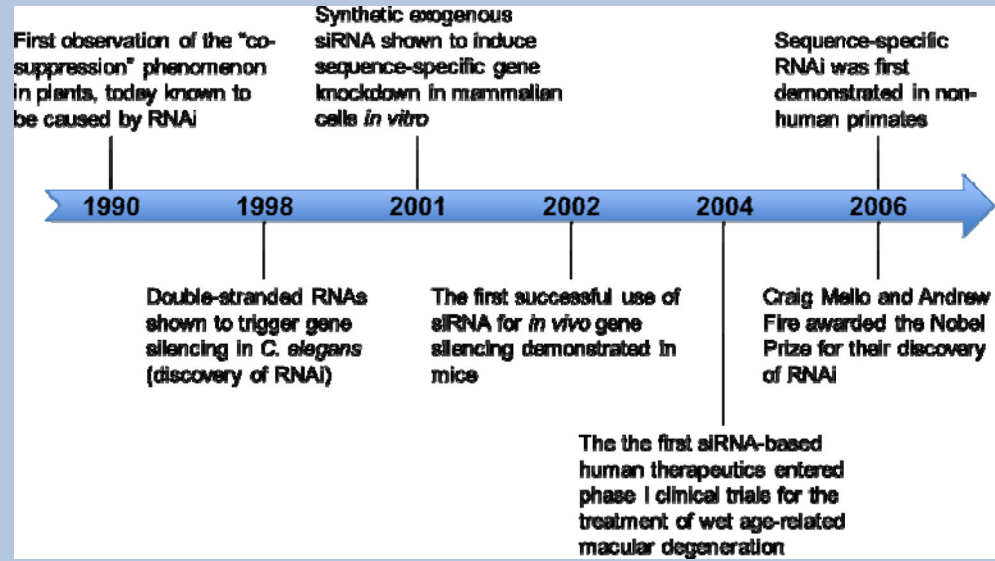 First observation of the "co-
suppression" phenomenon
in plants, today known to
be caused by RNAi
Synthetic exogenous
siRNA shown to induce
sequence-specific gene
knockdown in mammalian
cells in vitro
Sequence-specific
RNAi was first
demonstrated in non-
human primates
1990 1998 2001 2002 2004 2006
Double-stranded RNAs
shown to trigger gene
silencing in C. elegans
(discovery of RNAi)
The first successful use of
siRNA for in vivo gene
silencing demonstrated in
mice
The the first siRNA-based
human therapeutics entered
phase I clinical trials for the
treatment of wet age-related
macular degeneration
Craig Mello and Andrew
Fire awarded the Nobel
Prize for their discovery
of RNAi